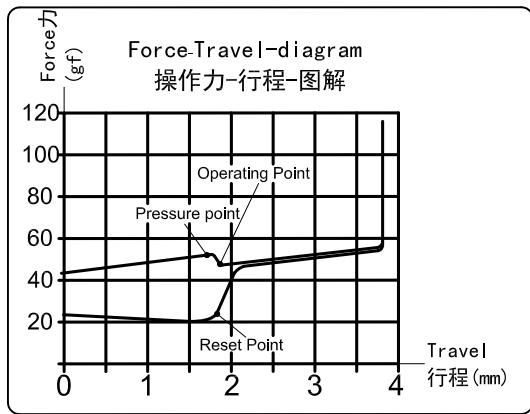 Force力
(gf)
Force-Travel-diagram
操作力-行程-图解
120
100
80
60
40
20
Operating Point
Pressure point
Reset Point
0
1
2
3
4
Travel
行程(mm)